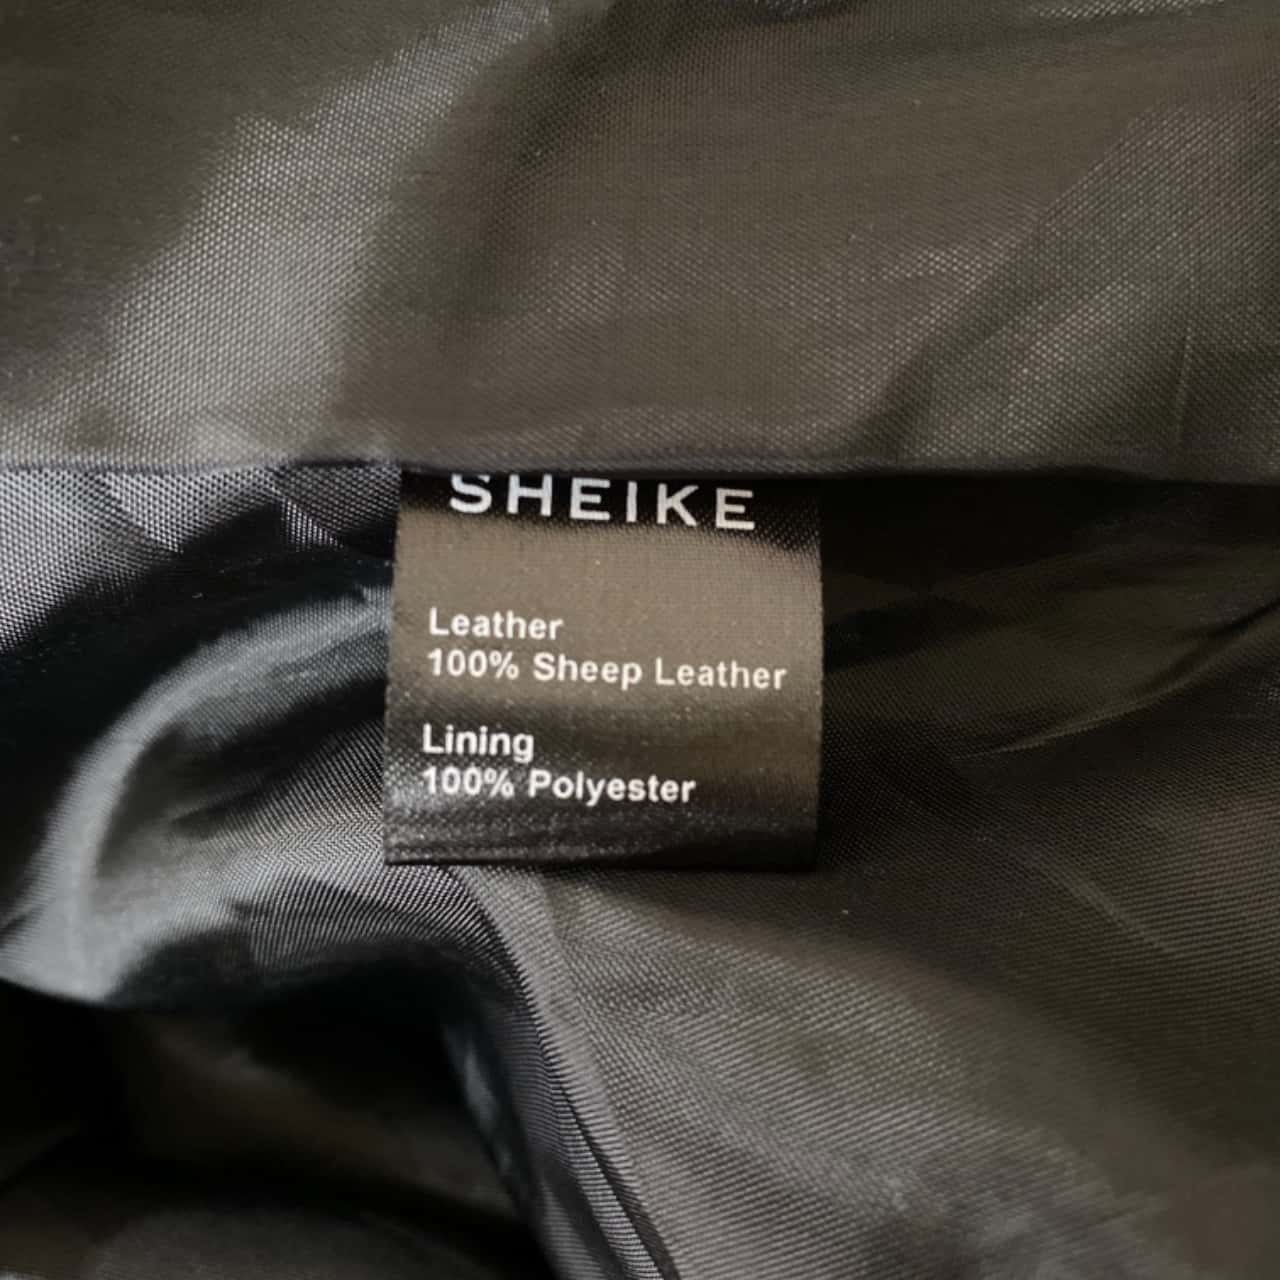 SHEIKE
Leather
100% Sheep Leather
Lining
100% Polyester